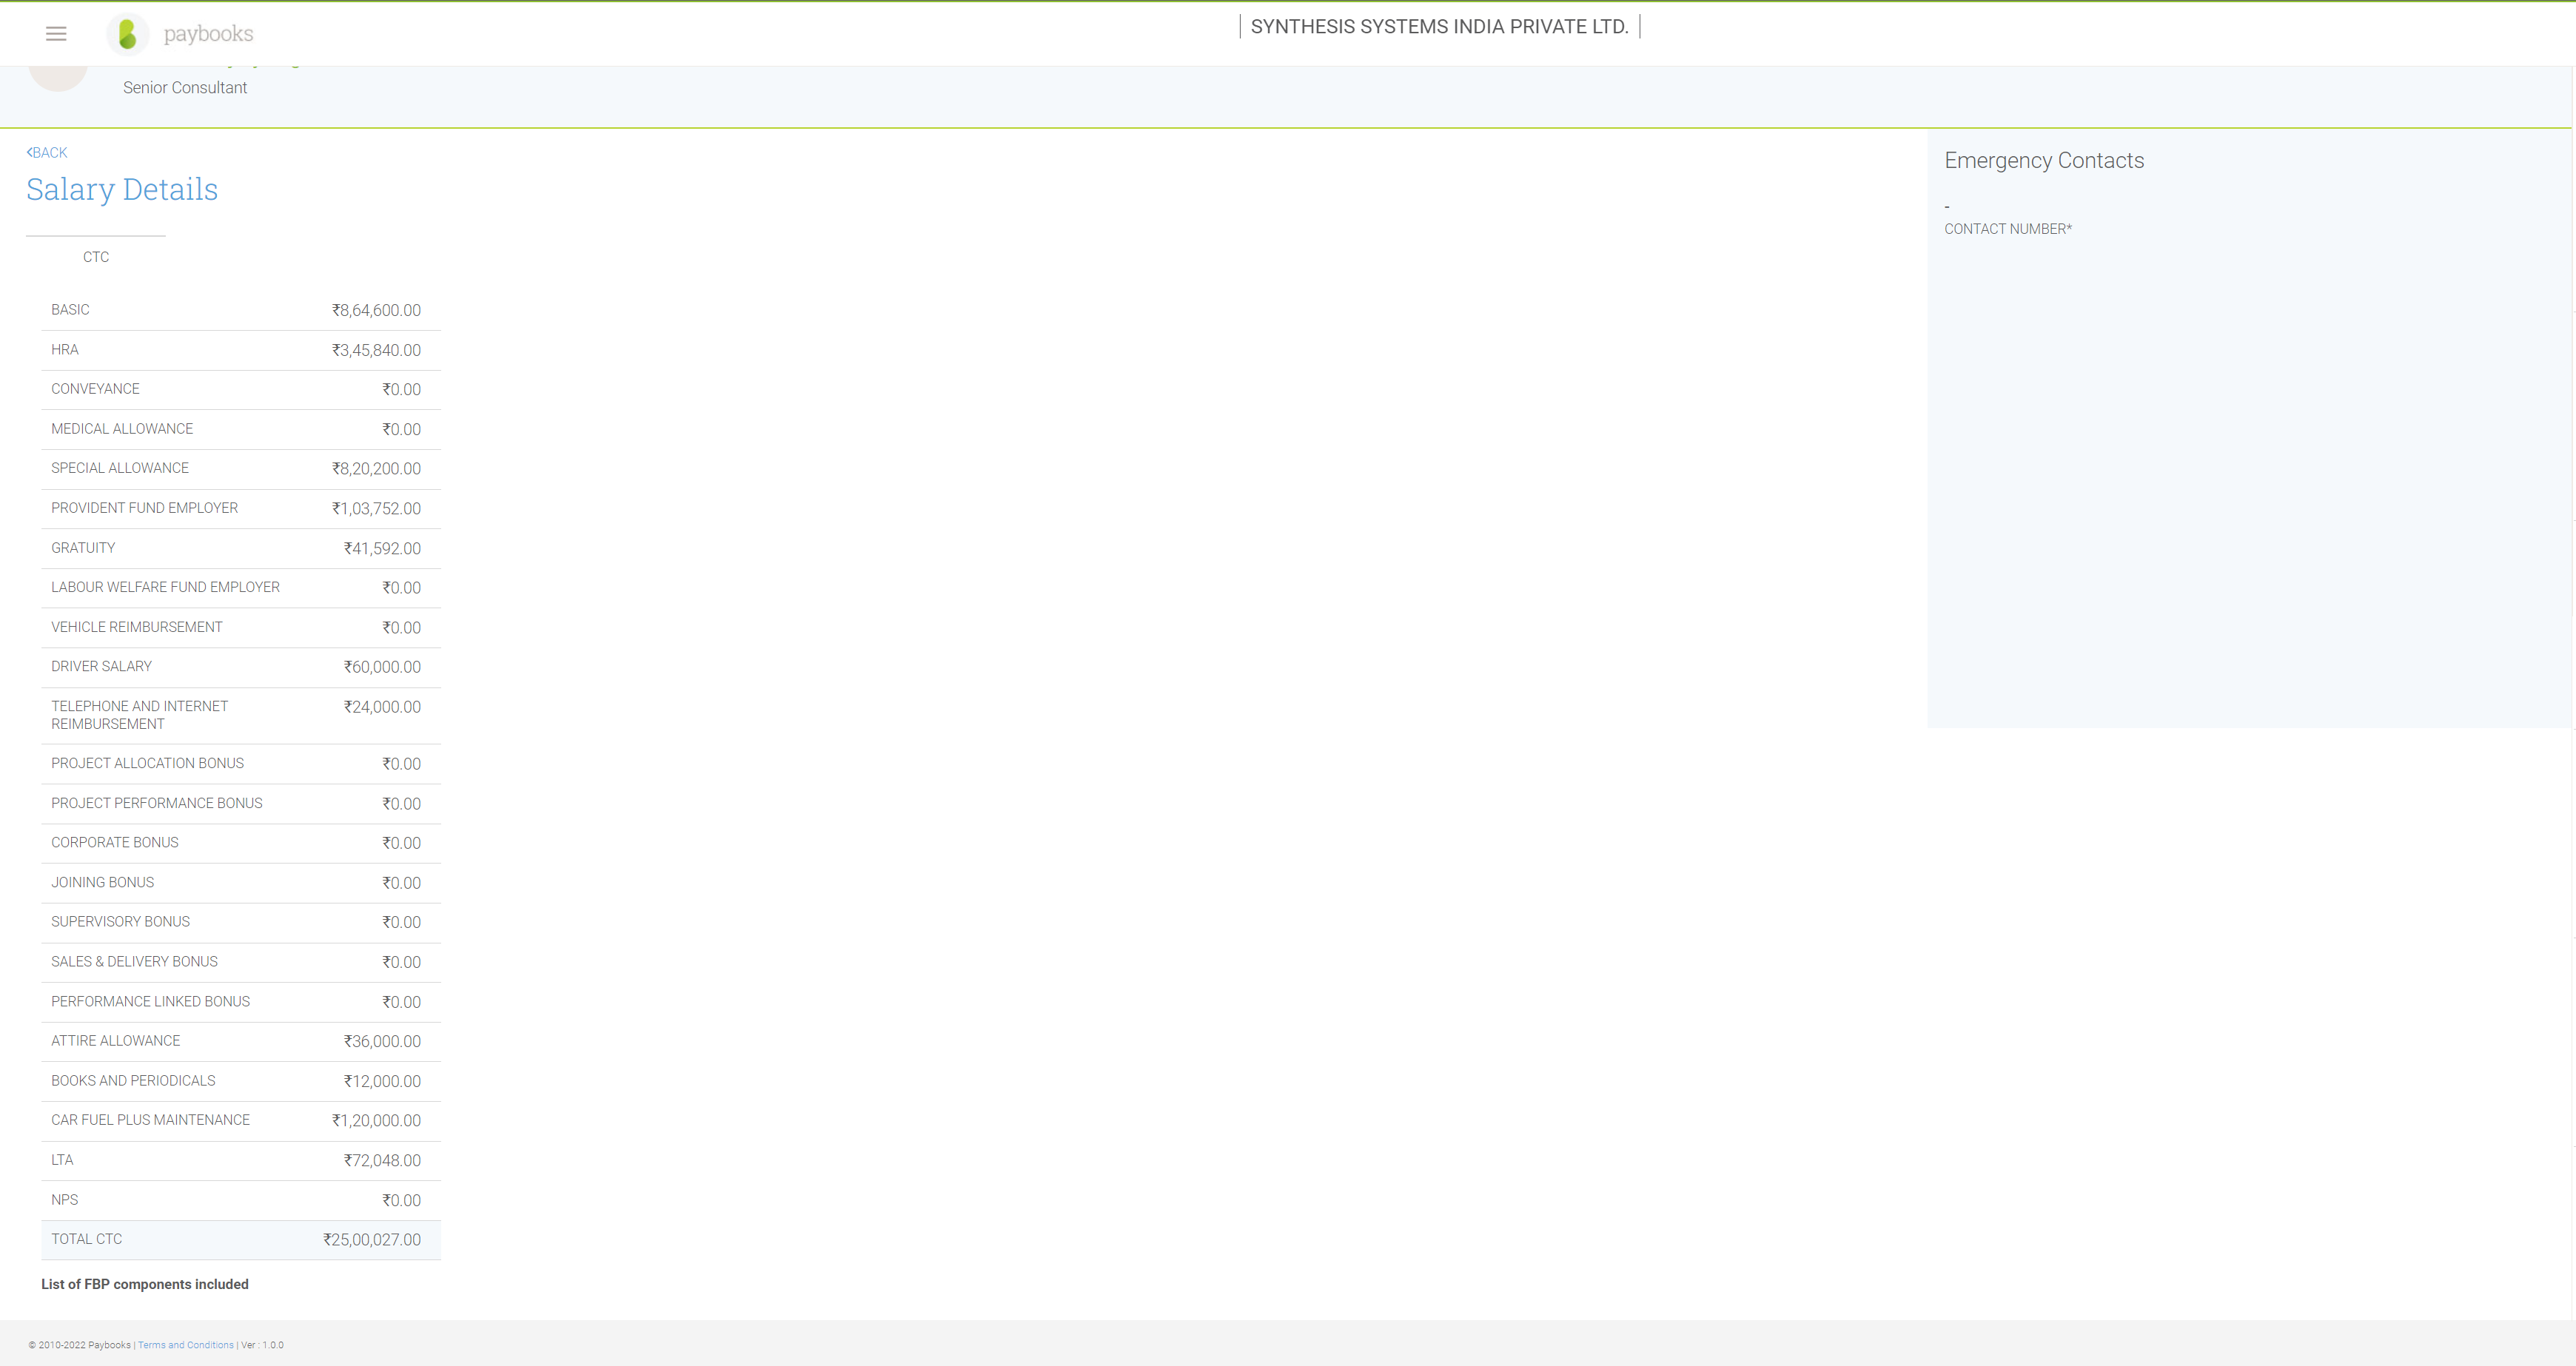 paybooks
SYNTHESIS SYSTEMS INDIA PRIVATE LTD.
Senior Consultant
BACK
Salary Details
CTC
BASIC ₹8,64,600.00
HRA ₹3,45,840.00
CONVEYANCE ₹0.00
MEDICAL ALLOWANCE ₹0.00
SPECIAL ALLOWANCE ₹8,20,200.00
PROVIDENT FUND EMPLOYER ₹1,03,752.00
GRATUITY ₹41,592.00
LABOUR WELFARE FUND EMPLOYER ₹0.00
VEHICLE REIMBURSEMENT ₹0.00
DRIVER SALARY ₹60,000.00
TELEPHONE AND INTERNET ₹24,000.00
REIMBURSEMENT
PROJECT ALLOCATION BONUS ₹0.00
PROJECT PERFORMANCE BONUS ₹0.00
CORPORATE BONUS ₹0.00
JOINING BONUS ₹0.00
SUPERVISORY BONUS ₹0.00
SALES & DELIVERY BONUS ₹0.00
PERFORMANCE LINKED BONUS ₹0.00
ATTIRE ALLOWANCE ₹36,000.00
BOOKS AND PERIODICALS ₹12,000.00
CAR FUEL PLUS MAINTENANCE ₹1,20,000.00
LTA ₹72,048.00
NPS ₹0.00
TOTAL CTC ₹25,00,027.00
List of FBP components included
Emergency Contacts
-
CONTACT NUMBER*
© 2010-2022 Paybooks | Terms and Conditions | Ver : 1.0.0